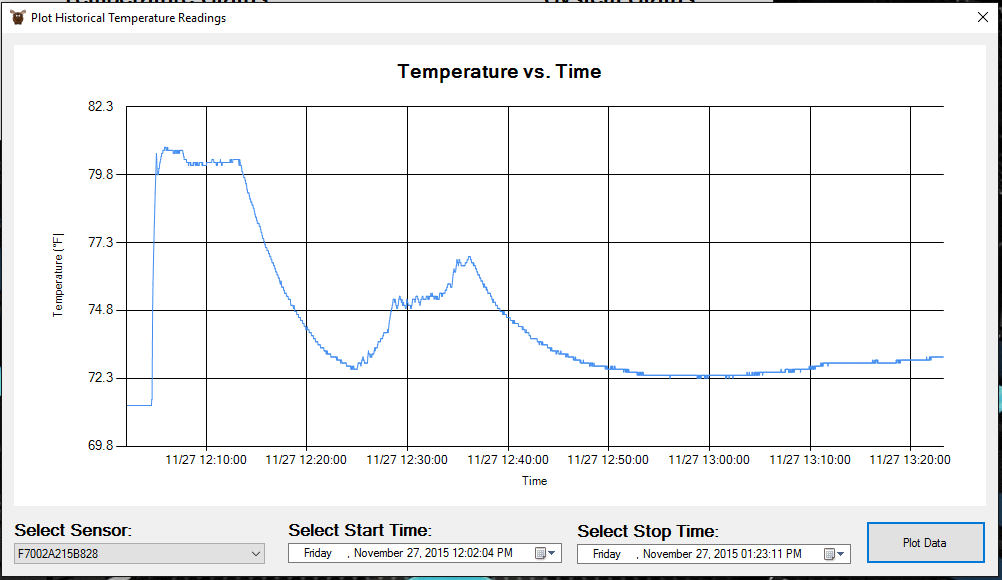 Plot Historical Temperature Readings
Temperature vs. Time
82.3
79.8
77.3
74.8
72.3
69.8
Temperature (°F)
11/27 12:10:00 11/27 12:20:00 11/27 12:30:00 11/27 12:40:00 11/27 12:50:00 11/27 13:00:00 11/27 13:10:00 11/27 13:20:00
Time
Select Sensor:
F7002A215B828
Select Start Time:
Friday , November 27, 2015 12:02:04 PM
Select Stop Time:
Friday , November 27, 2015 01:23:11 PM
Plot Data